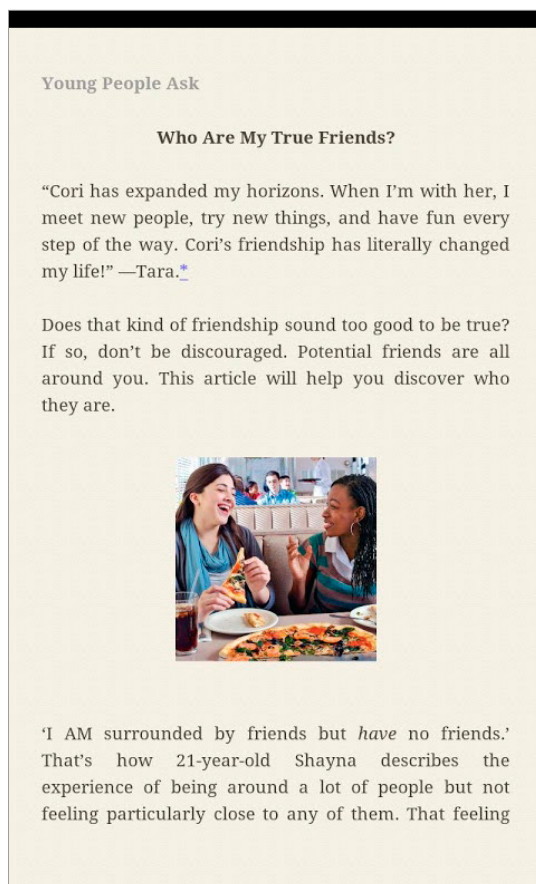 Young People Ask
Who Are My True Friends?
“Cori has expanded my horizons. When I’m with her, I
meet new people, try new things, and have fun every
step of the way. Cori’s friendship has literally changed
my life!” —Tara.*
Does that kind of friendship sound too good to be true?
If so, don’t be discouraged. Potential friends are all
around you. This article will help you discover who
they are.
‘I AM surrounded by friends but have no friends.’
That’s how 21-year-old Shayna describes the
experience of being around a lot of people but not
feeling particularly close to any of them. That feeling